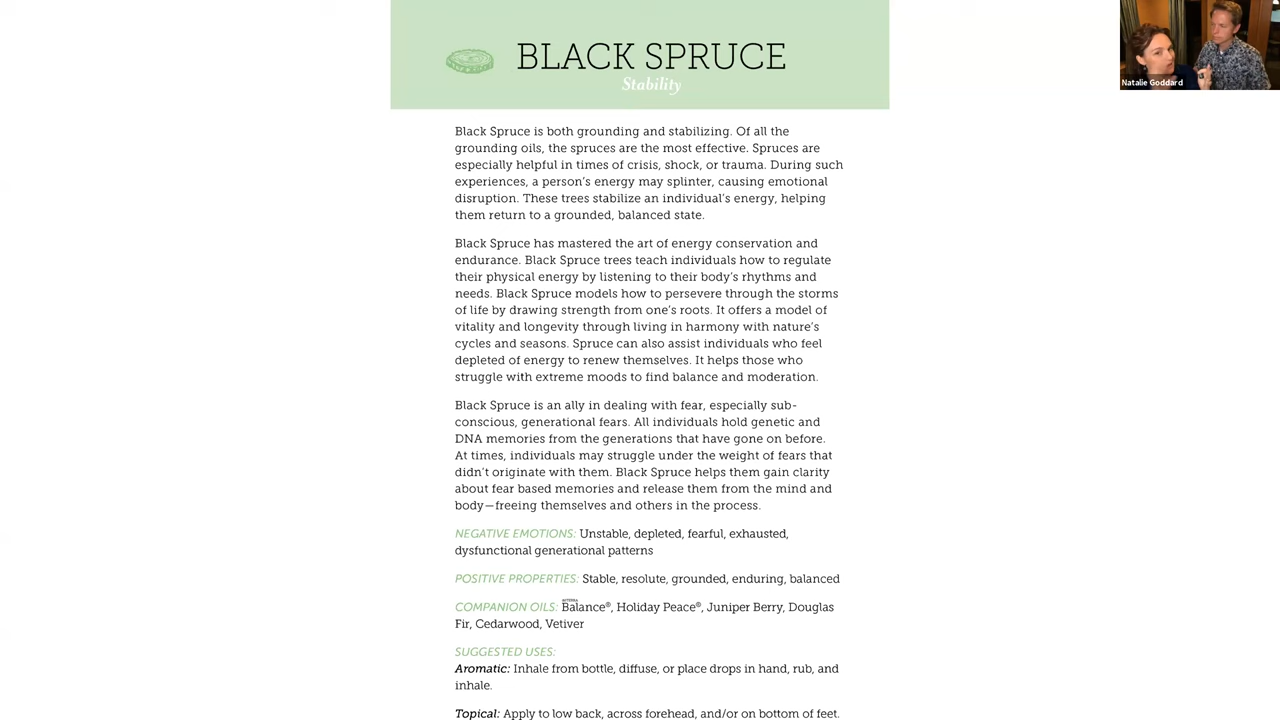 BLACK SPRUCE
Stability
Natalie Goddard
Black Spruce is both grounding and stabilizing. Of all the
grounding oils, the spruces are the most effective. Spruces are
especially helpful in times of crisis, shock, or trauma. During such
experiences, a person's energy may splinter, causing emotional
disruption. These trees stabilize an individual's energy, helping
them return to a grounded, balanced state.
Black Spruce has mastered the art of energy conservation and
endurance. Black Spruce trees teach individuals how to regulate
their physical energy by listening to their body's rhythms and
needs. Black Spruce models how to persevere through the storms
of life by drawing strength from one's roots. It offers a model of
vitality and longevity through living in harmony with nature's
cycles and seasons. Spruce can also assist individuals who feel
depleted of energy to renew themselves. It helps those who
struggle with extreme moods to find balance and moderation.
Black Spruce is an ally in dealing with fear, especially sub-
conscious, generational fears. All individuals hold genetic and
DNA memories from the generations that have gone on before.
At times, individuals may struggle under the weight of fears that
didn't originate with them. Black Spruce helps them gain clarity
about fear based memories and release them from the mind and
body—freeing themselves and others in the process.
NEGATIVE EMOTIONS: Unstable, depleted, fearful, exhausted,
dysfunctional generational patterns
POSITIVE PROPERTIES: Stable, resolute, grounded, enduring, balanced
COMPANION OILS: Balance®, Holiday Peace®, Juniper Berry, Douglas
Fir, Cedarwood, Vetiver
SUGGESTED USES:
Aromatic: Inhale from bottle, diffuse, or place drops in hand, rub, and
inhale.
Topical: Apply to low back, across forehead, and/or on bottom of feet.